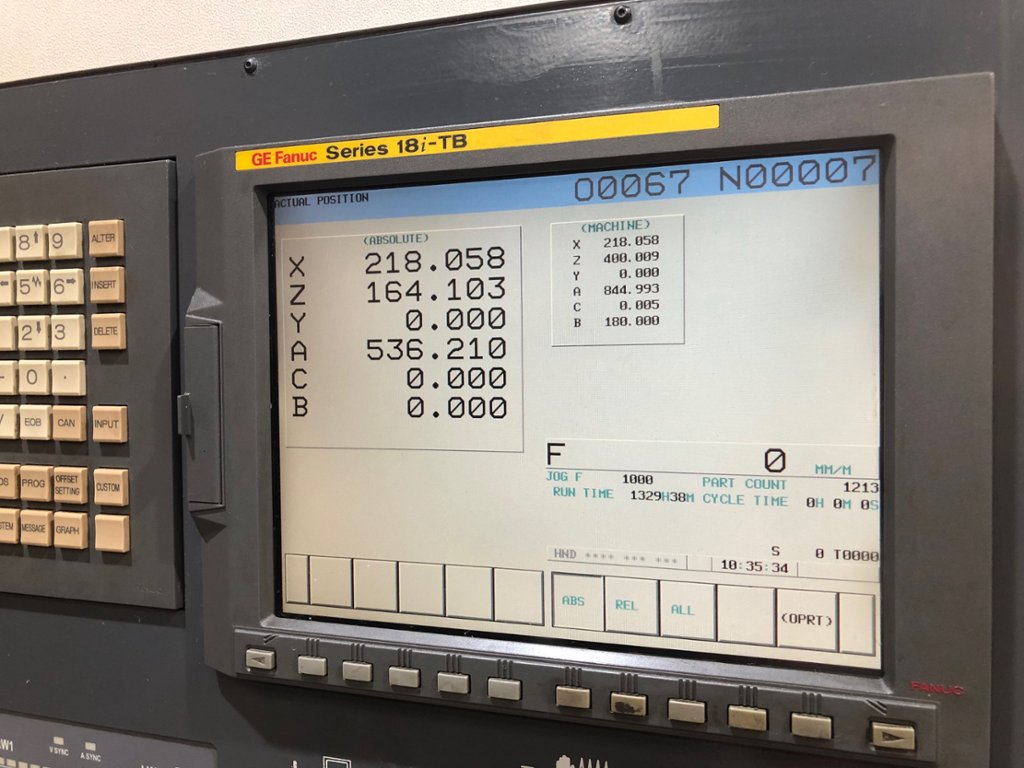 GE Fanuc Series 18i-TB
ACTUAL POSITION O0067 N00007
(ABSOLUTE)
X 218.058
Z 164.103
Y 0.000
A 536.210
C 0.000
B 0.000
(MACHINE)
X 218.058
Z 400.009
Y 0.000
A 844.993
C 0.005
B 180.000
F 0 MM/M
JOG F 1000 PART COUNT 1213
RUN TIME 1329H38M CYCLE TIME 0H 0M 0S
S 0 T0000
HND **** *** ***
10:35:34
ABS REL ALL (OPRT)
FANUC
8 9 ALTER
5 6 INSERT
2 3 DELETE
- 0 .
/ EOB CAN INPUT
PROG OFFSET SETTING CUSTOM
MESSAGE GRAPH
V SYNC A SYNC